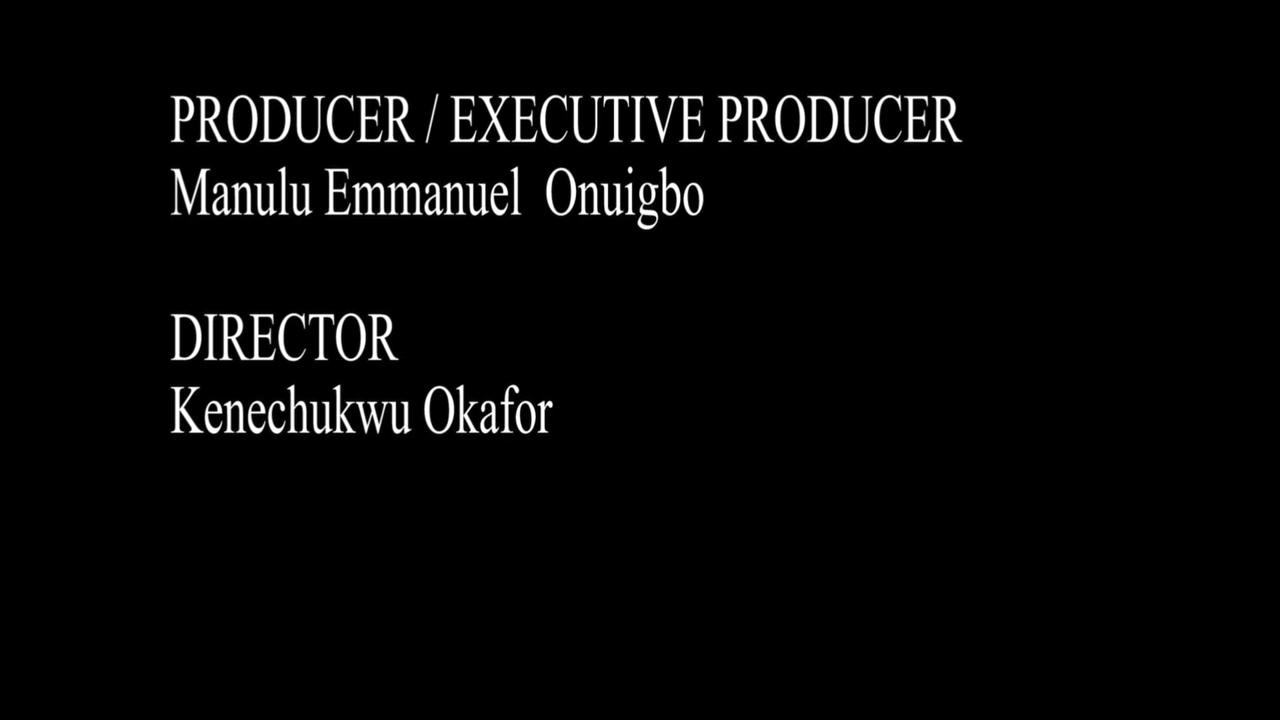 PRODUCER / EXECUTIVE PRODUCER
Manulu Emmanuel  Onuigbo
DIRECTOR
Kenechukwu Okafor